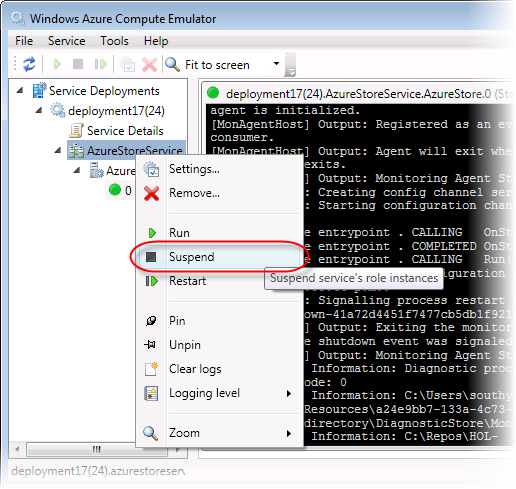 Windows Azure Compute Emulator
File Service Tools Help
Fit to screen
Service Deployments
deployment17(24)
Service Details
AzureStoreService
Azure
0
Settings...
Remove...
Run
Suspend
Restart
Pin
Unpin
Clear logs
Logging level
Zoom
Suspend service's role instances
deployment17(24).AzureStoreService.AzureStore.0 (Sta
agent is initialized.
[MonAgentHost] Output: Registered as an ev
consumer.
[MonAgentHost] Output: Agent will exit whe
exits.
] Output: Monitoring Agent St
: Creating config channel ser
: Starting configuration chan
e entrypoint . CALLING OnSt
e entrypoint . COMPLETED OnSt
e entrypoint . CALLING Run(
: Signalling process restart
own-41a72d4451f7477cb5db1f921
] Output: Exiting the monitor
e shutdown event was signaled
] Output: Monitoring Agent St
Information: Diagnostic proc
ode: 0
Information: C:\Users\southy
Resources\a24e9bb7-133a-4c73-
directory\DiagnosticStore\Mon
Information: C:\Repos\HOL-
deployment17(24).azurestoreserv